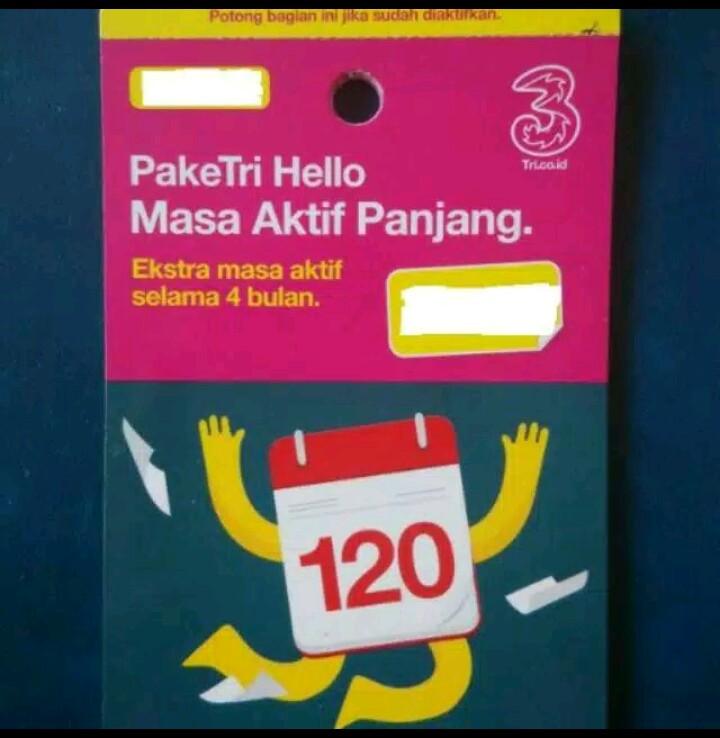 Potong bagian ini jika sudah diaktifkan.
3
Tri.co.id
PakeTri Hello
Masa Aktif Panjang.
Ekstra masa aktif
selama 4 bulan.
120